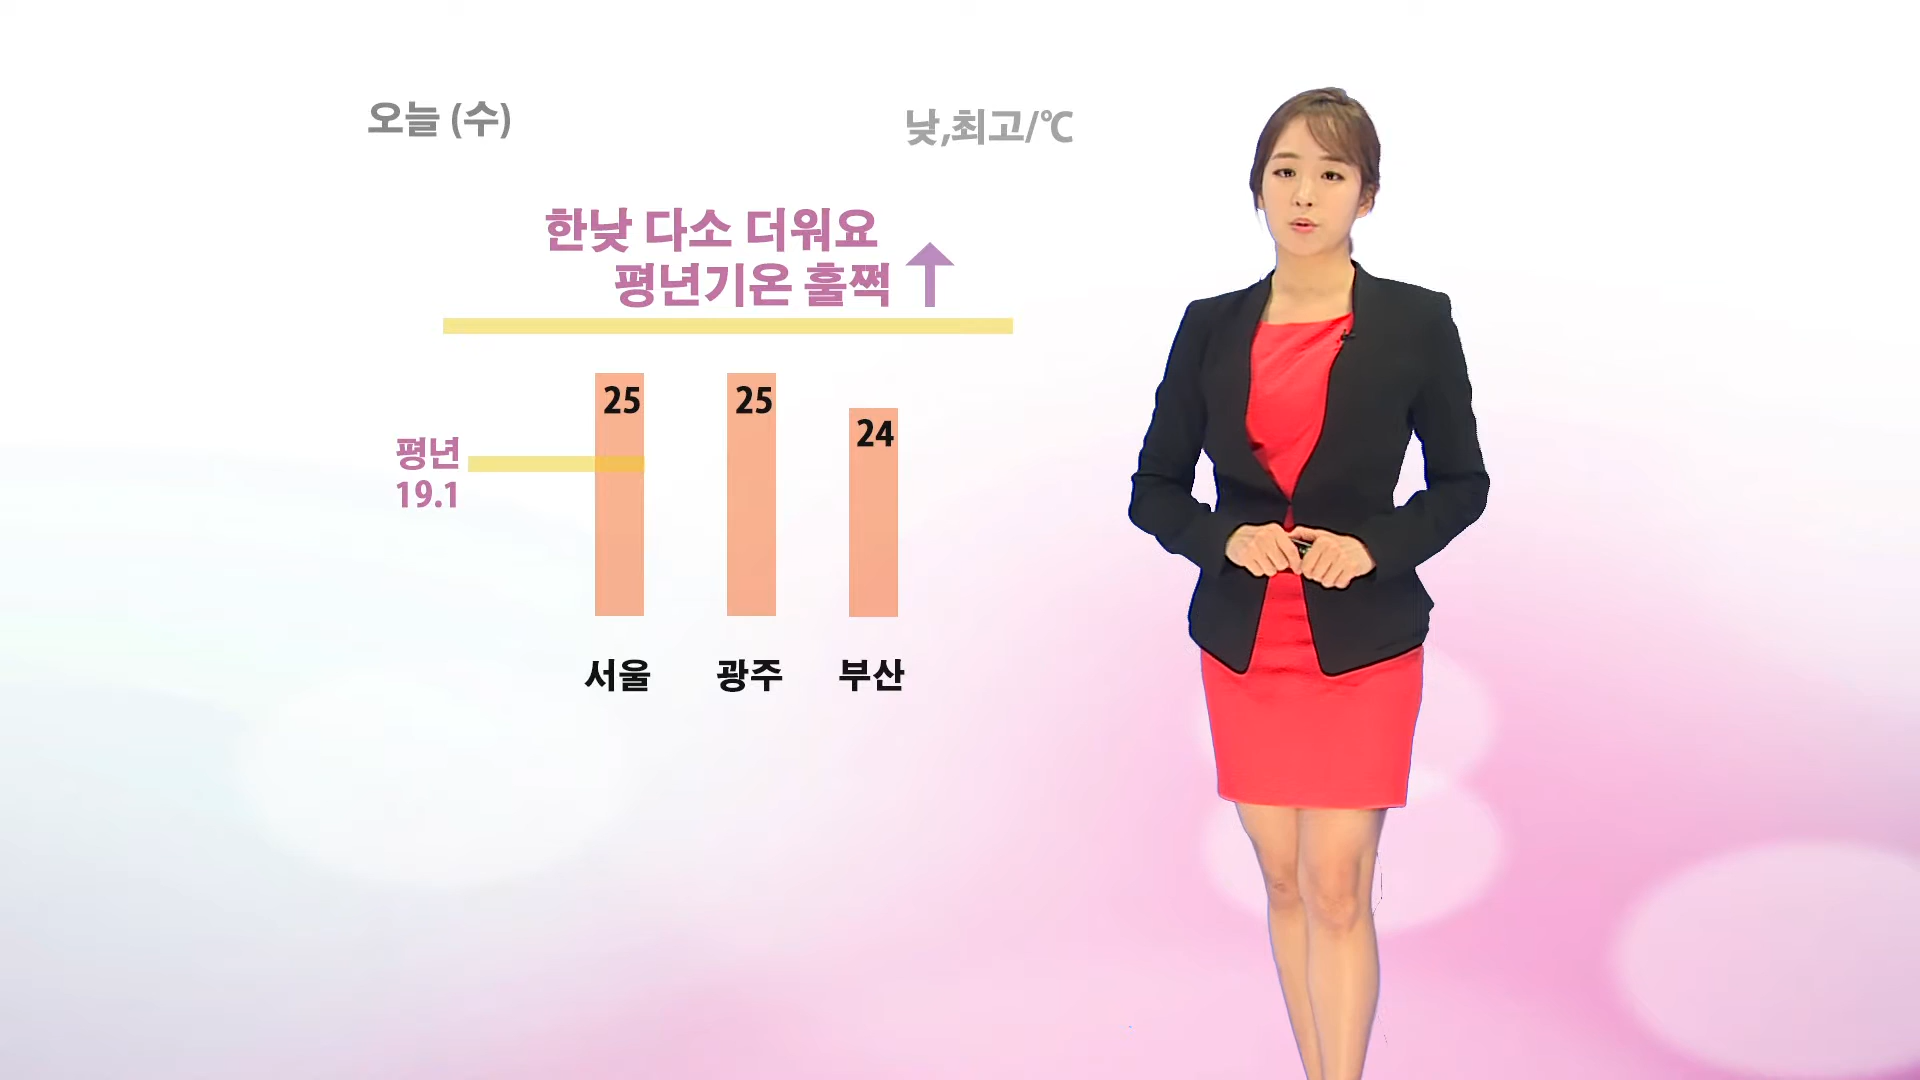 오늘 (수)
낮,최고/℃
한낮 다소 더워요
평년기온 훌쩍
25
25
24
평년
19.1
서울
광주
부산